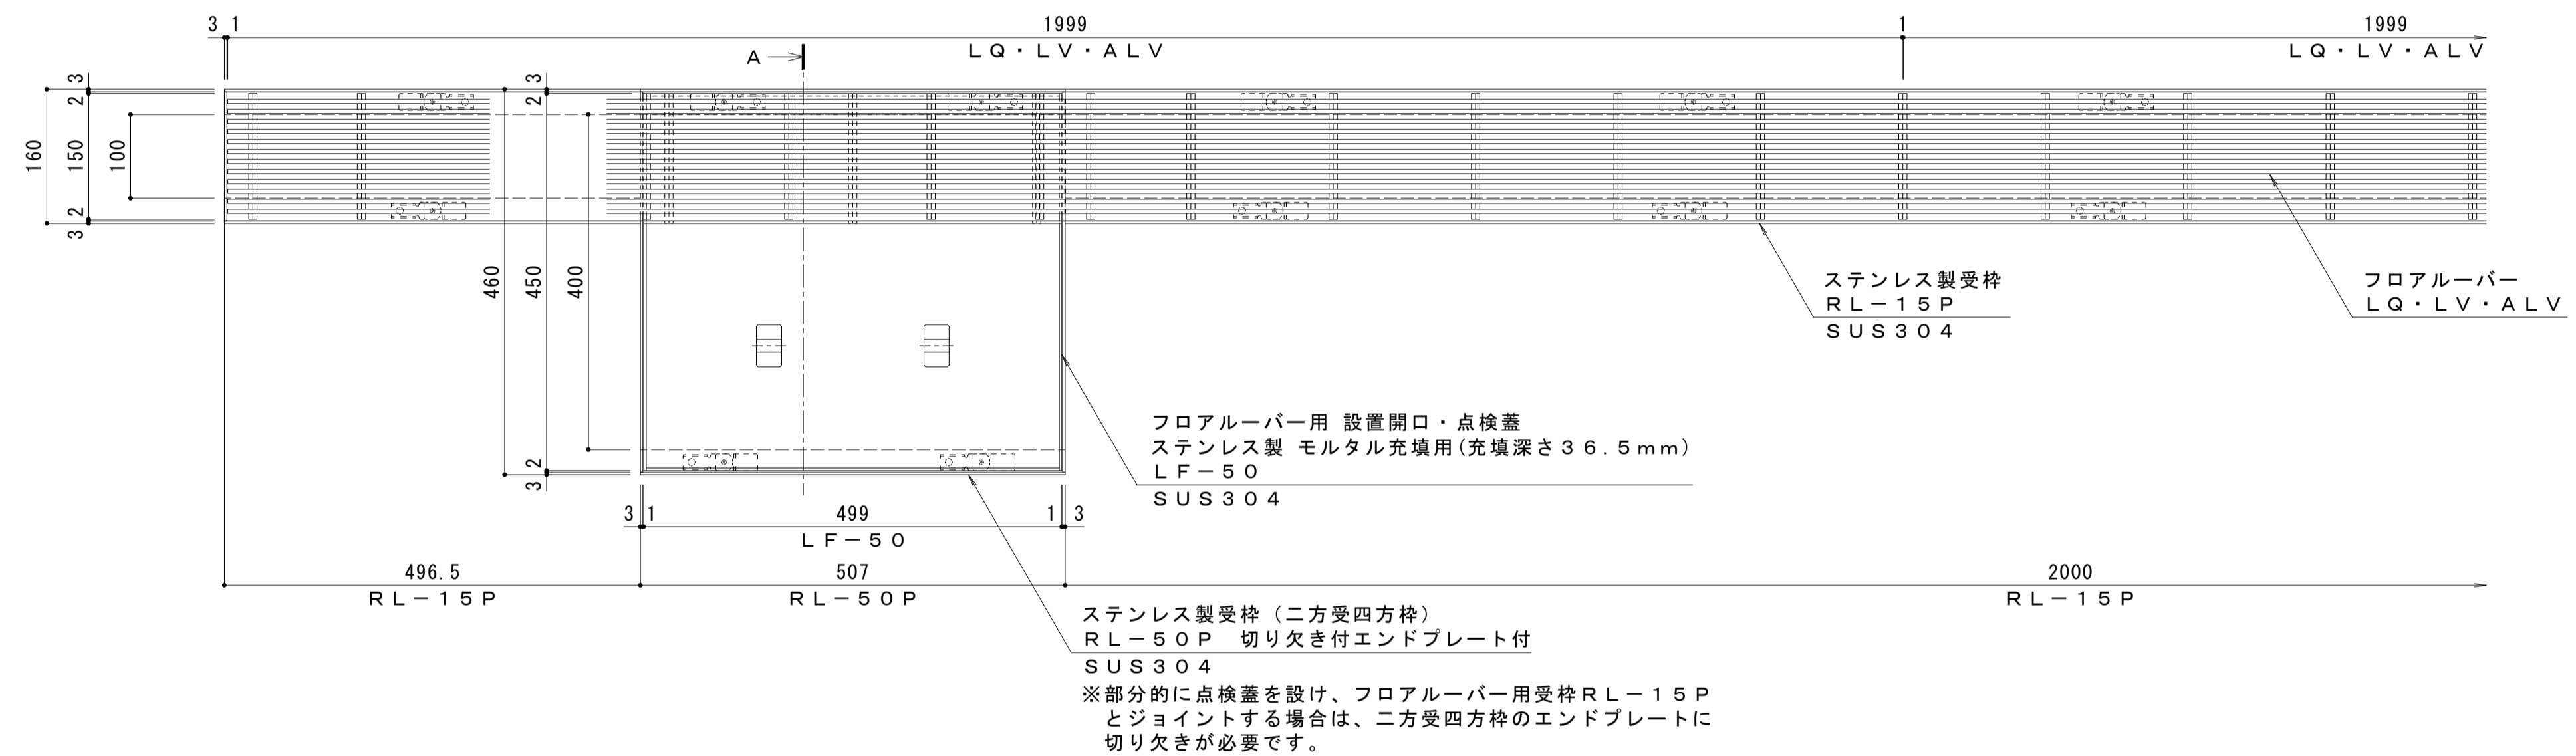 3 1 1999 1 1999
ＬＱ・ＬＶ・ＡＬＶ ＬＱ・ＬＶ・ＡＬＶ
A
3 3
2 2
160 150 100
2
3
460 450 400
ステンレス製受枠
ＲＬ－１５Ｐ
ＳＵＳ３０４
フロアルーバー
ＬＱ・ＬＶ・ＡＬＶ
フロアルーバー用 設置開口・点検蓋
ステンレス製 モルタル充填用(充填深さ３６.５ｍｍ)
ＬＦ－５０
ＳＵＳ３０４
2
3
3 1 499 1 3
ＬＦ－５０
496.5 507 2000
ＲＬ－１５Ｐ ＲＬ－５０Ｐ ＲＬ－１５Ｐ
ステンレス製受枠（二方受四方枠）
ＲＬ－５０Ｐ　切り欠き付エンドプレート付
ＳＵＳ３０４
※部分的に点検蓋を設け、フロアルーバー用受枠ＲＬ－１５Ｐ
とジョイントする場合は、二方受四方枠のエンドプレートに
切り欠きが必要です。